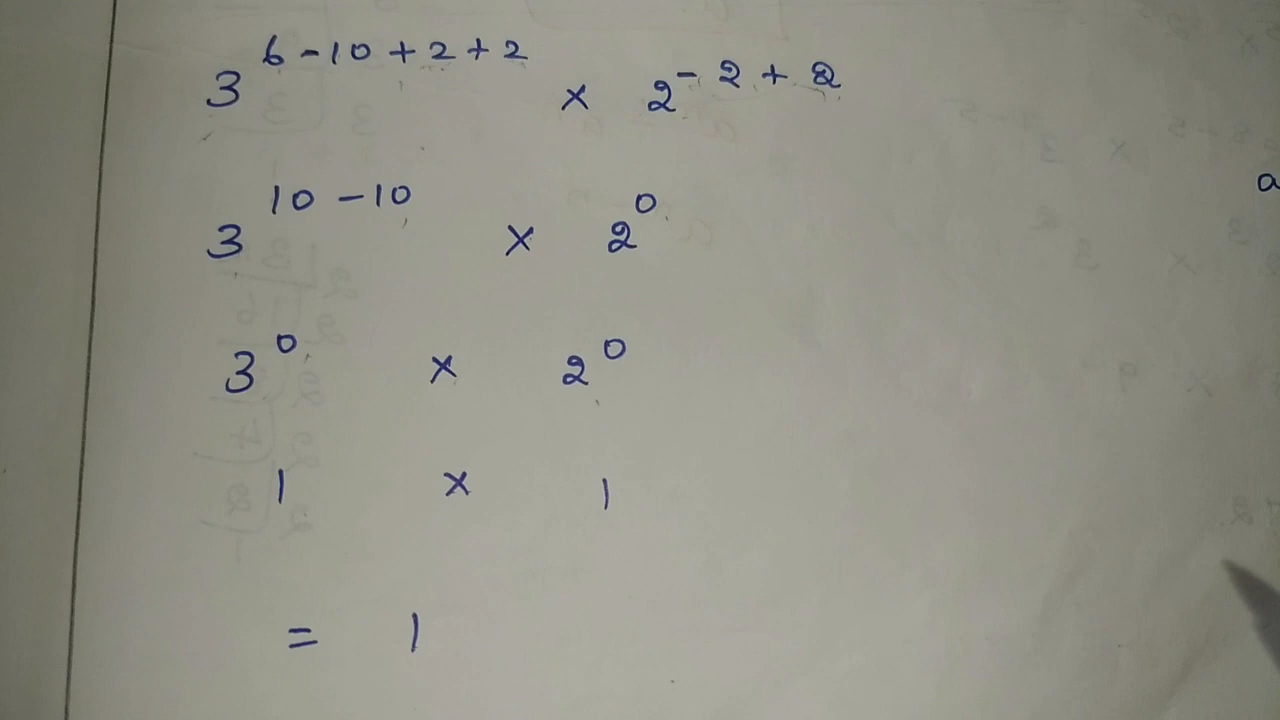 3^{6-10+2+2} × 2^{-2+2}
a
3^{10-10} × 2^0
3^0 × 2^0
1 × 1
= 1